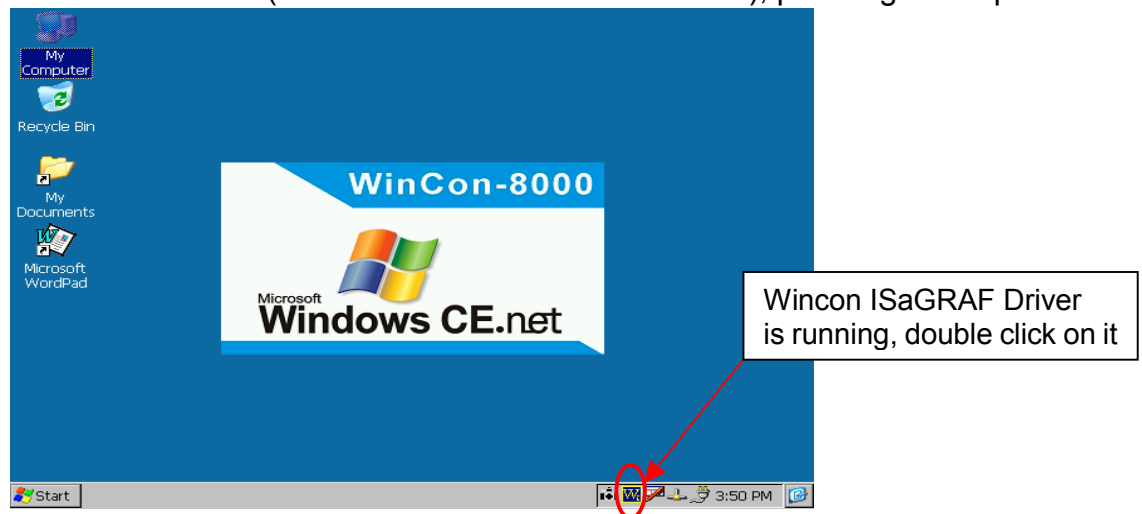 My
Computer
Recycle Bin
My
Documents
Microsoft
WordPad
WinCon-8000
Microsoft
Windows CE.net
Wincon ISaGRAF Driver
is running, double click on it
Start
3:50 PM